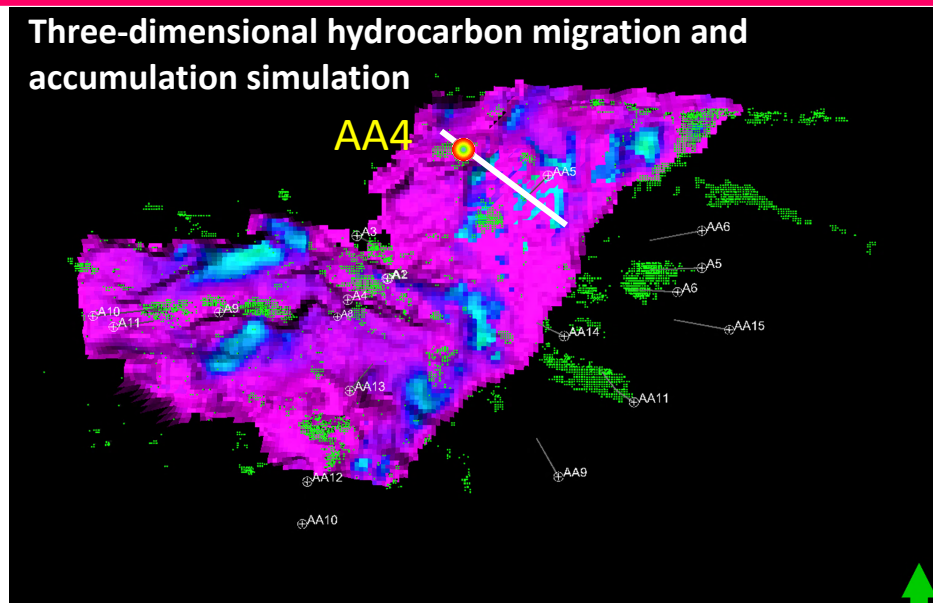 Three-dimensional hydrocarbon migration and
accumulation simulation
AA4
AA5
AA6
A3
A5
A2
A6
A4
A10
A9
A8
A11
AA15
AA14
AA13
AA11
AA9
AA12
AA10